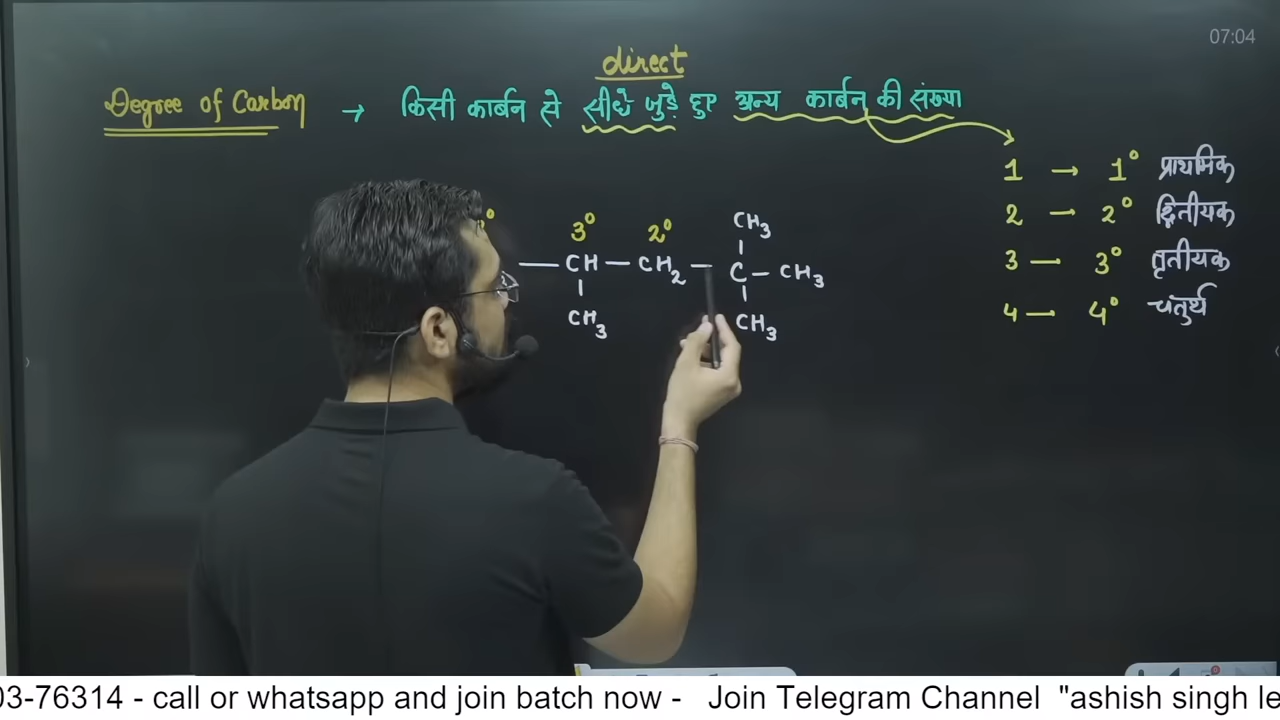 07:04
direct
Degree of Carbon → किसी कार्बन से सीधे जुड़े हुए अन्य कार्बन की संख्या
1 → 1° प्राथमिक
2 → 2° द्वितीयक
3 → 3° तृतीयक
4 → 4° चतुर्थ
3° 2° CH3
— CH — CH2 — C — CH3
CH3 CH3
03-76314 - call or whatsapp and join batch now - Join Telegram Channel "ashish singh le